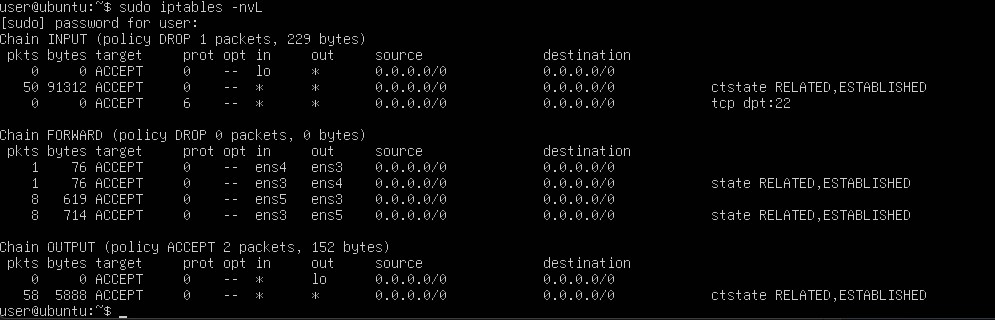 user@ubuntu:~$ sudo iptables -nvL
[sudo] password for user:
Chain INPUT (policy DROP 1 packets, 229 bytes)
 pkts bytes target     prot opt in     out     source               destination
    0     0 ACCEPT     0    --  lo     *       0.0.0.0/0            0.0.0.0/0
   50 91312 ACCEPT     0    --  *      *       0.0.0.0/0            0.0.0.0/0            ctstate RELATED,ESTABLISHED
    0     0 ACCEPT     6    --  *      *       0.0.0.0/0            0.0.0.0/0            tcp dpt:22

Chain FORWARD (policy DROP 0 packets, 0 bytes)
 pkts bytes target     prot opt in     out     source               destination
    1    76 ACCEPT     0    --  ens4   ens3    0.0.0.0/0            0.0.0.0/0
    1    76 ACCEPT     0    --  ens3   ens4    0.0.0.0/0            0.0.0.0/0            state RELATED,ESTABLISHED
    8   619 ACCEPT     0    --  ens5   ens3    0.0.0.0/0            0.0.0.0/0
    8   714 ACCEPT     0    --  ens3   ens5    0.0.0.0/0            0.0.0.0/0            state RELATED,ESTABLISHED

Chain OUTPUT (policy ACCEPT 2 packets, 152 bytes)
 pkts bytes target     prot opt in     out     source               destination
    0     0 ACCEPT     0    --  *      lo      0.0.0.0/0            0.0.0.0/0
   58  5888 ACCEPT     0    --  *      *       0.0.0.0/0            0.0.0.0/0            ctstate RELATED,ESTABLISHED
user@ubuntu:~$ _